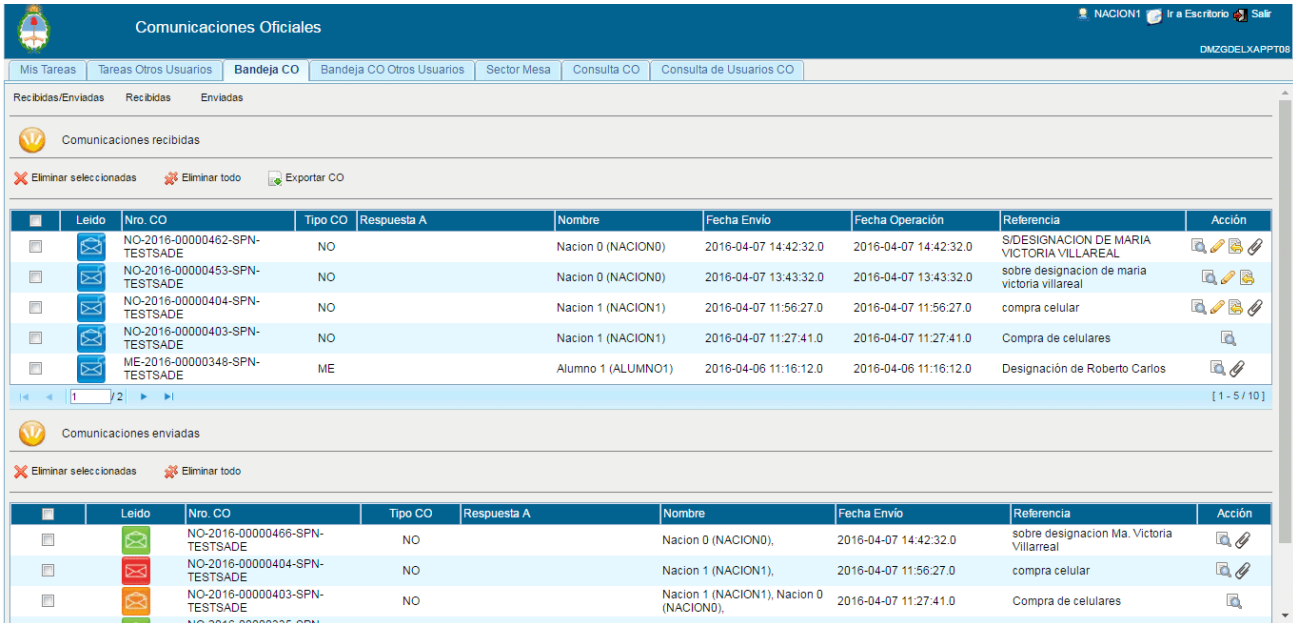 Comunicaciones Oficiales
NACION1 Ir a Escritorio Salir
DMZGDELXAPPT08
Mis Tareas Tareas Otros Usuarios Bandeja CO Bandeja CO Otros Usuarios Sector Mesa Consulta CO Consulta de Usuarios CO
Recibidas/Enviadas Recibidas Enviadas
Comunicaciones recibidas
Eliminar seleccionadas Eliminar todo Exportar CO
Leido Nro. CO Tipo CO Respuesta A Nombre Fecha Envío Fecha Operación Referencia Acción
NO-2016-00000462-SPN-
TESTSADE NO Nacion 0 (NACION0) 2016-04-07 14:42:32.0 2016-04-07 14:42:32.0 S/DESIGNACION DE MARIA
VICTORIA VILLAREAL
NO-2016-00000453-SPN-
TESTSADE NO Nacion 0 (NACION0) 2016-04-07 13:43:32.0 2016-04-07 13:43:32.0 sobre designacion de maria
victoria villareal
NO-2016-00000404-SPN-
TESTSADE NO Nacion 1 (NACION1) 2016-04-07 11:56:27.0 2016-04-07 11:56:27.0 compra celular
NO-2016-00000403-SPN-
TESTSADE NO Nacion 1 (NACION1) 2016-04-07 11:27:41.0 2016-04-07 11:27:41.0 Compra de celulares
ME-2016-00000348-SPN-
TESTSADE ME Alumno 1 (ALUMNO1) 2016-04-06 11:16:12.0 2016-04-06 11:16:12.0 Designación de Roberto Carlos
1 / 2 [ 1 - 5 / 10 ]
Comunicaciones enviadas
Eliminar seleccionadas Eliminar todo
Leido Nro. CO Tipo CO Respuesta A Nombre Fecha Envío Referencia Acción
NO-2016-00000466-SPN-
TESTSADE NO Nacion 0 (NACION0), 2016-04-07 14:42:32.0 sobre designacion Ma. Victoria
Villarreal
NO-2016-00000404-SPN-
TESTSADE NO Nacion 1 (NACION1), 2016-04-07 11:56:27.0 compra celular
NO-2016-00000403-SPN-
TESTSADE NO Nacion 1 (NACION1), Nacion 0
(NACION0), 2016-04-07 11:27:41.0 Compra de celulares